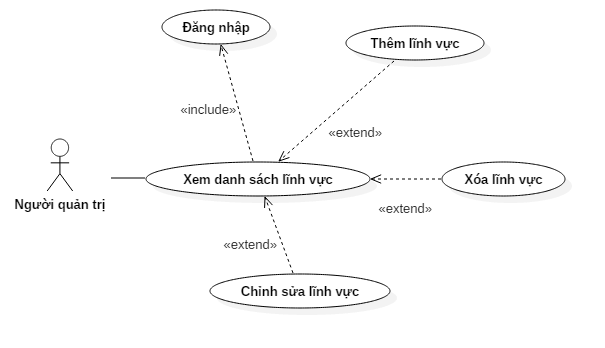 Đăng nhập
Thêm lĩnh vực
«include»
«extend»
Người quản trị
Xem danh sách lĩnh vực
Xóa lĩnh vực
«extend»
«extend»
Chỉnh sửa lĩnh vực